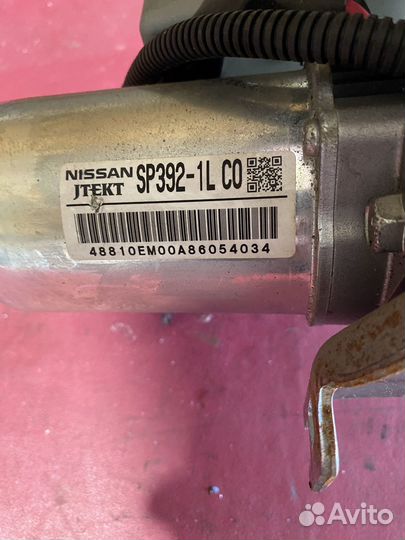 NISSAN SP392-1L C0
JTEKT
48810EM00A86054034
Avito